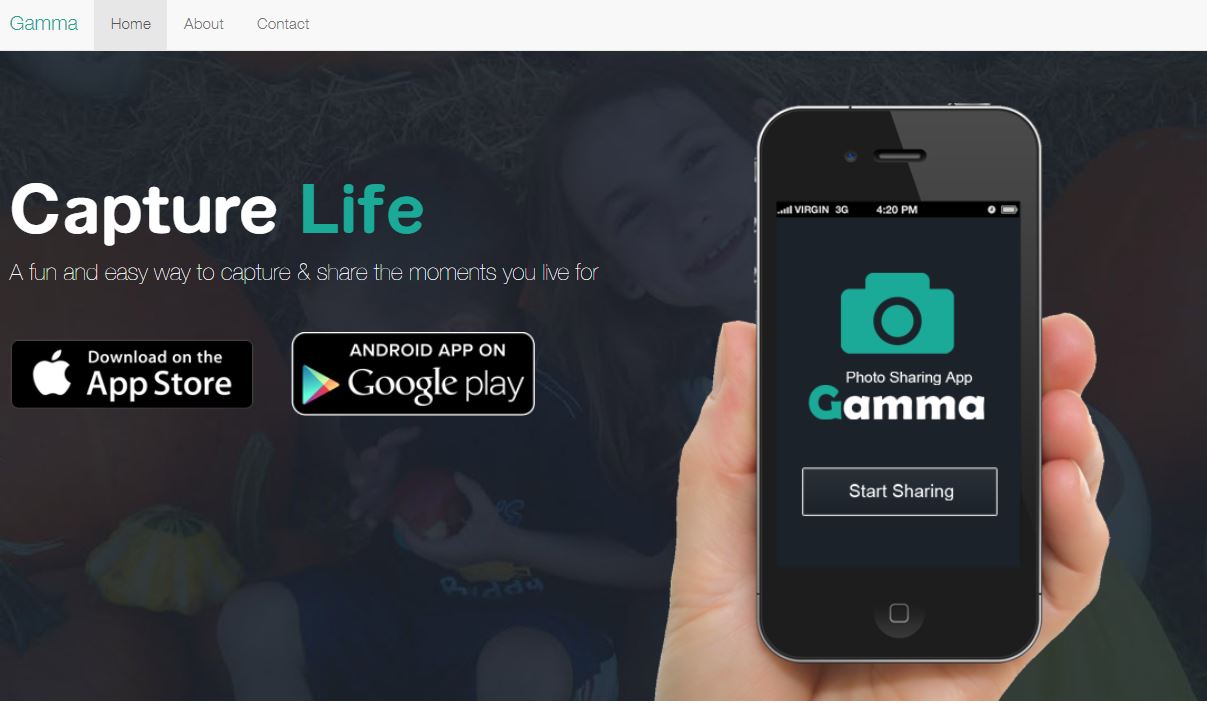 Gamma
Home
About
Contact
Capture Life
A fun and easy way to capture & share the moments you live for
Download on the
App Store
ANDROID APP ON
Google play
VIRGIN 3G 4:20 PM
Photo Sharing App
Gamma
Start Sharing